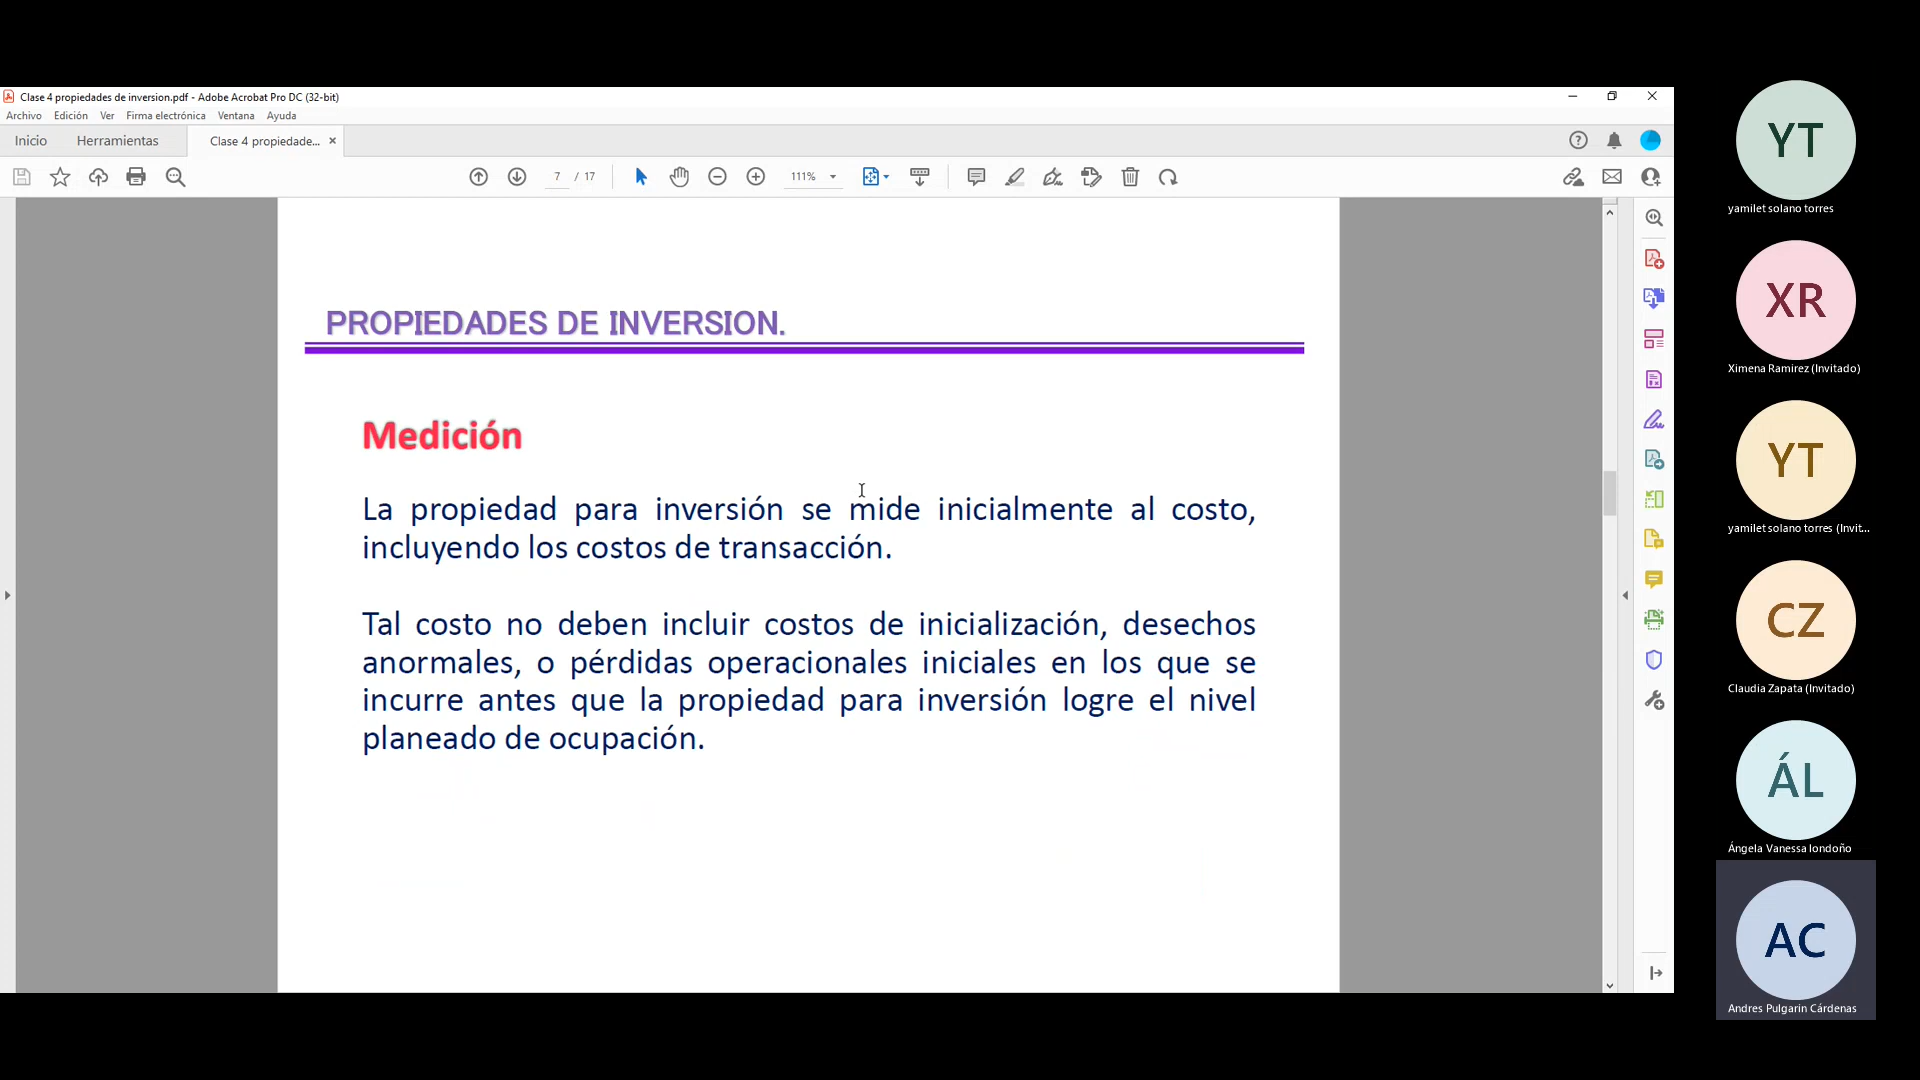 Clase 4 propiedades de inversion.pdf - Adobe Acrobat Pro DC (32-bit)
Archivo Edición Ver Firma electrónica Ventana Ayuda
Inicio Herramientas Clase 4 propiedade... ×
7 / 17 111%
PROPIEDADES DE INVERSION.
Medición
La propiedad para inversión se mide inicialmente al costo,
incluyendo los costos de transacción.
Tal costo no deben incluir costos de inicialización, desechos
anormales, o pérdidas operacionales iniciales en los que se
incurre antes que la propiedad para inversión logre el nivel
planeado de ocupación.
YT
yamilet solano torres
XR
Ximena Ramirez (Invitado)
YT
yamilet solano torres (Invit...
CZ
Claudia Zapata (Invitado)
ÁL
Ángela Vanessa londoño
AC
Andres Pulgarin Cárdenas